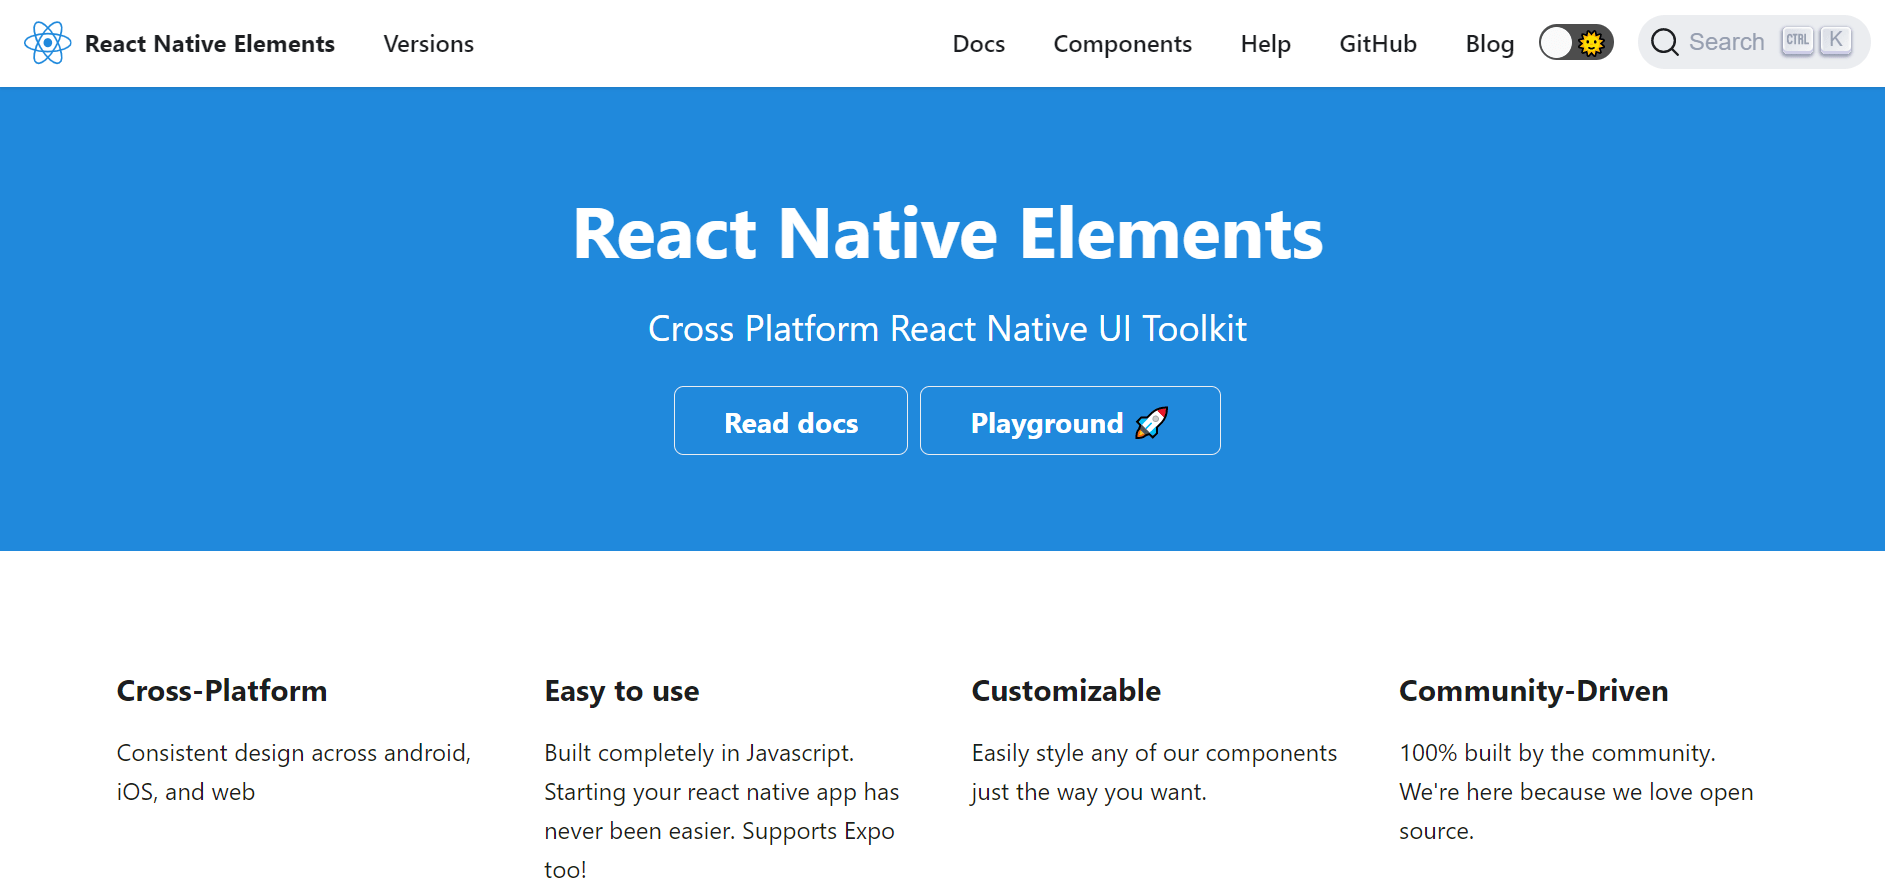 React Native Elements Versions Docs Components Help GitHub Blog Search CTRL K
React Native Elements
Cross Platform React Native UI Toolkit
Read docs Playground
Cross-Platform
Consistent design across android,
iOS, and web
Easy to use
Built completely in Javascript.
Starting your react native app has
never been easier. Supports Expo
too!
Customizable
Easily style any of our components
just the way you want.
Community-Driven
100% built by the community.
We're here because we love open
source.